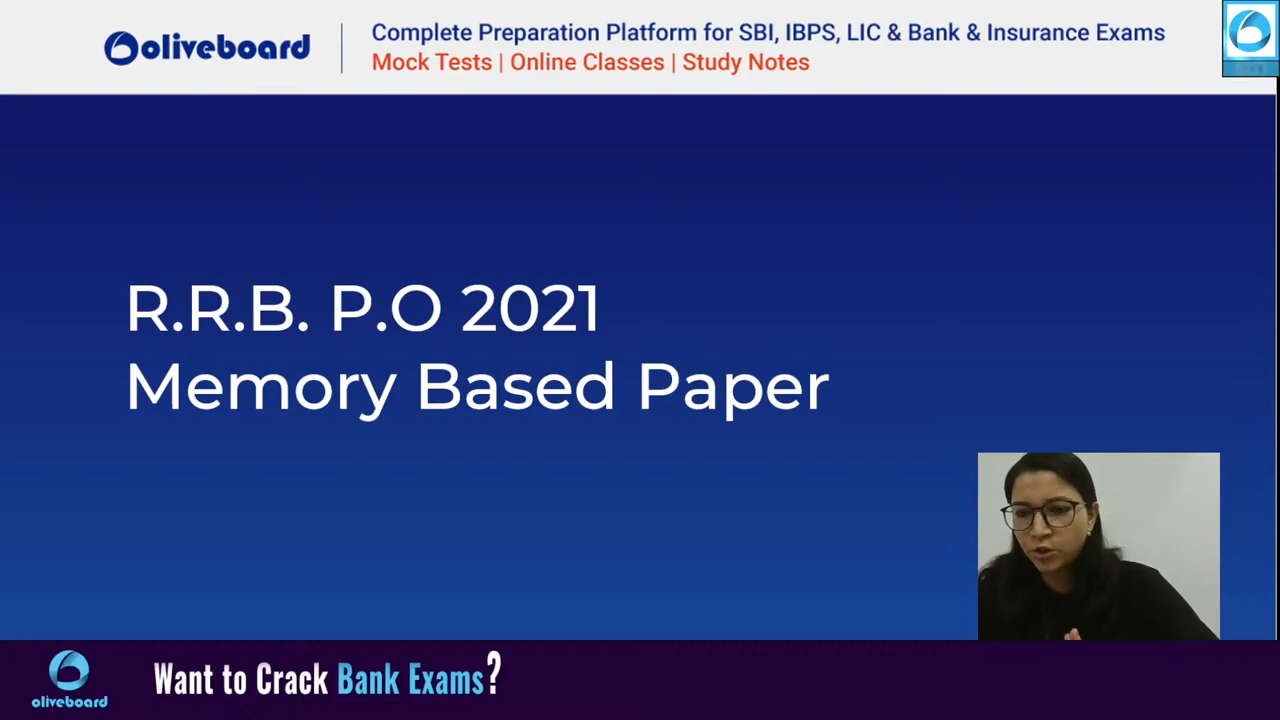 oliveboard
Complete Preparation Platform for SBI, IBPS, LIC & Bank & Insurance Exams
Mock Tests | Online Classes | Study Notes
R.R.B. P.O 2021
Memory Based Paper
oliveboard
Want to Crack Bank Exams?